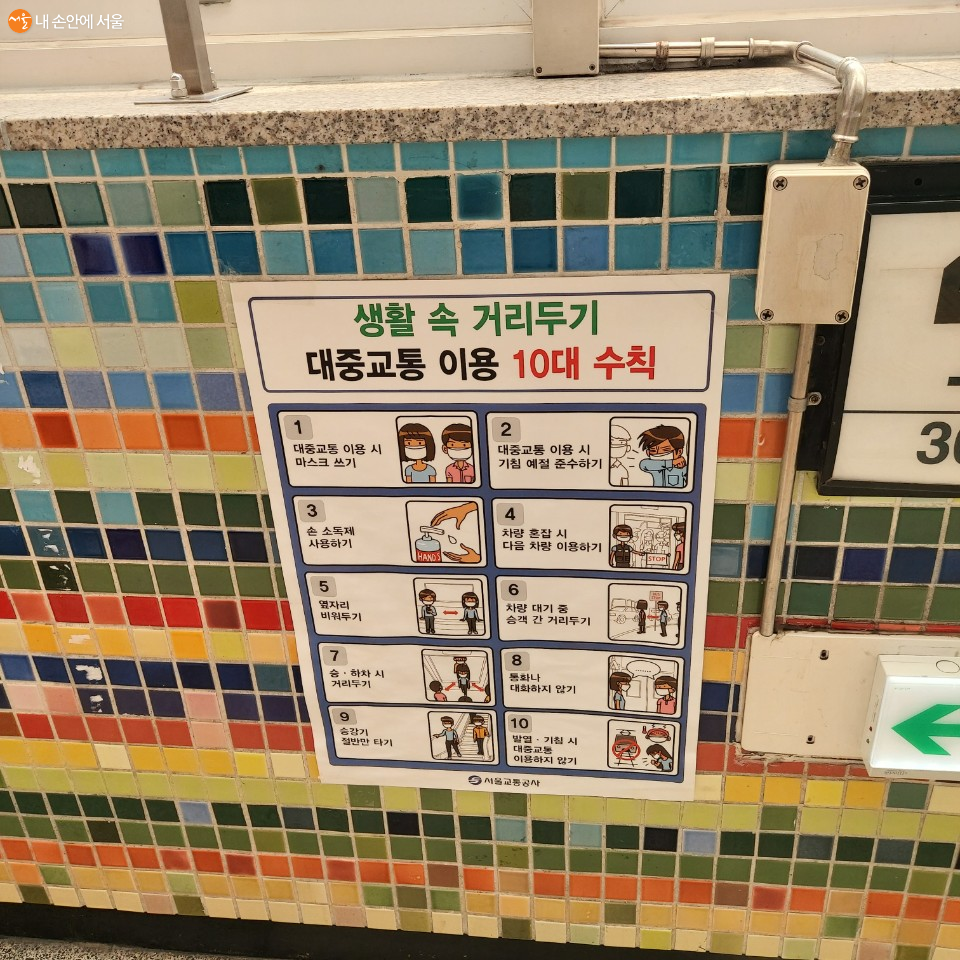 서울 내 손안에 서울
생활 속 거리두기
대중교통 이용 10대 수칙
1
대중교통 이용 시
마스크 쓰기
2
대중교통 이용 시
기침 예절 준수하기
3
손 소독제
사용하기
HANDS
4
차량 혼잡 시
다음 차량 이용하기
STOP
5
옆자리
비워두기
6
차량 대기 중
승객 간 거리두기
7
승·하차 시
거리두기
8
통화나
대화하지 않기
9
승강기
절반만 타기
10
발열·기침 시
대중교통
이용하지 않기
서울교통공사